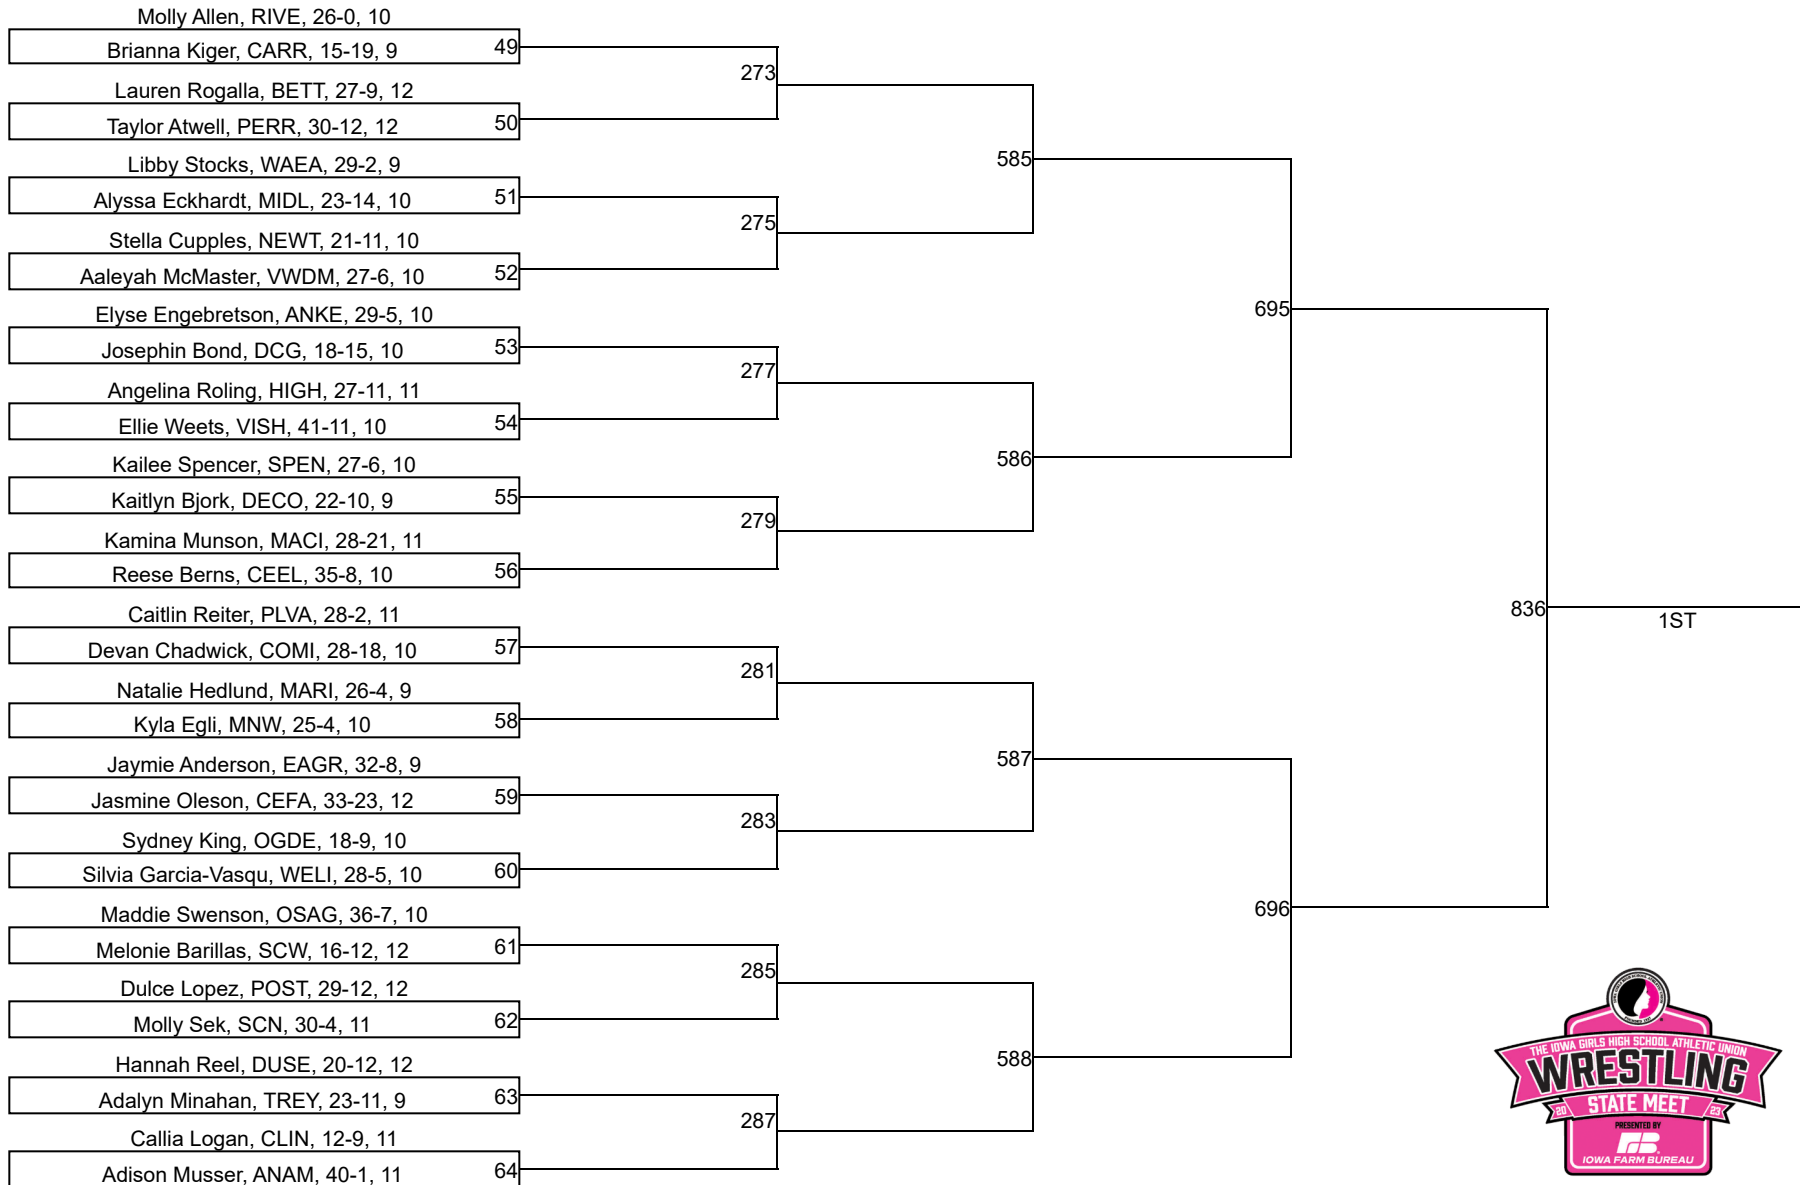 Molly Allen, RIVE, 26-0, 10
Brianna Kiger, CARR, 15-19, 9 49
273
Lauren Rogalla, BETT, 27-9, 12
Taylor Atwell, PERR, 30-12, 12 50
585
Libby Stocks, WAEA, 29-2, 9
Alyssa Eckhardt, MIDL, 23-14, 10 51
275
Stella Cupples, NEWT, 21-11, 10
Aaleyah McMaster, VWDM, 27-6, 10 52
695
Elyse Engebretson, ANKE, 29-5, 10
Josephin Bond, DCG, 18-15, 10 53
277
Angelina Roling, HIGH, 27-11, 11
Ellie Weets, VISH, 41-11, 10 54
586
Kailee Spencer, SPEN, 27-6, 10
Kaitlyn Bjork, DECO, 22-10, 9 55
279
Kamina Munson, MACI, 28-21, 11
Reese Berns, CEEL, 35-8, 10 56
836
1ST
Caitlin Reiter, PLVA, 28-2, 11
Devan Chadwick, COMI, 28-18, 10 57
281
Natalie Hedlund, MARI, 26-4, 9
Kyla Egli, MNW, 25-4, 10 58
587
Jaymie Anderson, EAGR, 32-8, 9
Jasmine Oleson, CEFA, 33-23, 12 59
283
Sydney King, OGDE, 18-9, 10
Silvia Garcia-Vasqu, WELI, 28-5, 10 60
696
Maddie Swenson, OSAG, 36-7, 10
Melonie Barillas, SCW, 16-12, 12 61
285
Dulce Lopez, POST, 29-12, 12
Molly Sek, SCN, 30-4, 11 62
588
Hannah Reel, DUSE, 20-12, 12
Adalyn Minahan, TREY, 23-11, 9 63
287
Callia Logan, CLIN, 12-9, 11
Adison Musser, ANAM, 40-1, 11 64
THE IOWA GIRLS HIGH SCHOOL ATHLETIC UNION
WRESTLING
20 STATE MEET 23
PRESENTED BY
FB
IOWA FARM BUREAU